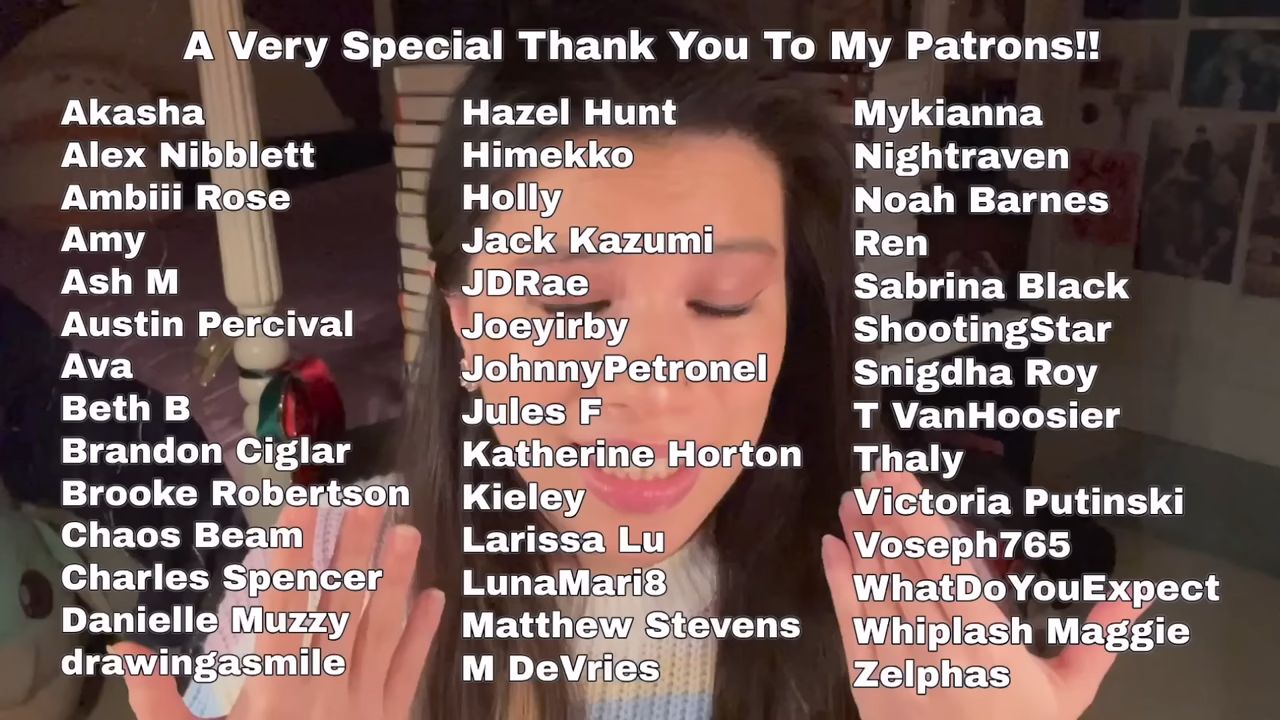 A Very Special Thank You To My Patrons!!
Akasha
Alex Nibblett
Ambiii Rose
Amy
Ash M
Austin Percival
Ava
Beth B
Brandon Ciglar
Brooke Robertson
Chaos Beam
Charles Spencer
Danielle Muzzy
drawingasmile
Hazel Hunt
Himekko
Holly
Jack Kazumi
JDRae
Joeyirby
JohnnyPetronel
Jules F
Katherine Horton
Kieley
Larissa Lu
LunaMari8
Matthew Stevens
M DeVries
Mykianna
Nightraven
Noah Barnes
Ren
Sabrina Black
ShootingStar
Snigdha Roy
T VanHoosier
Thaly
Victoria Putinski
Voseph765
WhatDoYouExpect
Whiplash Maggie
Zelphas